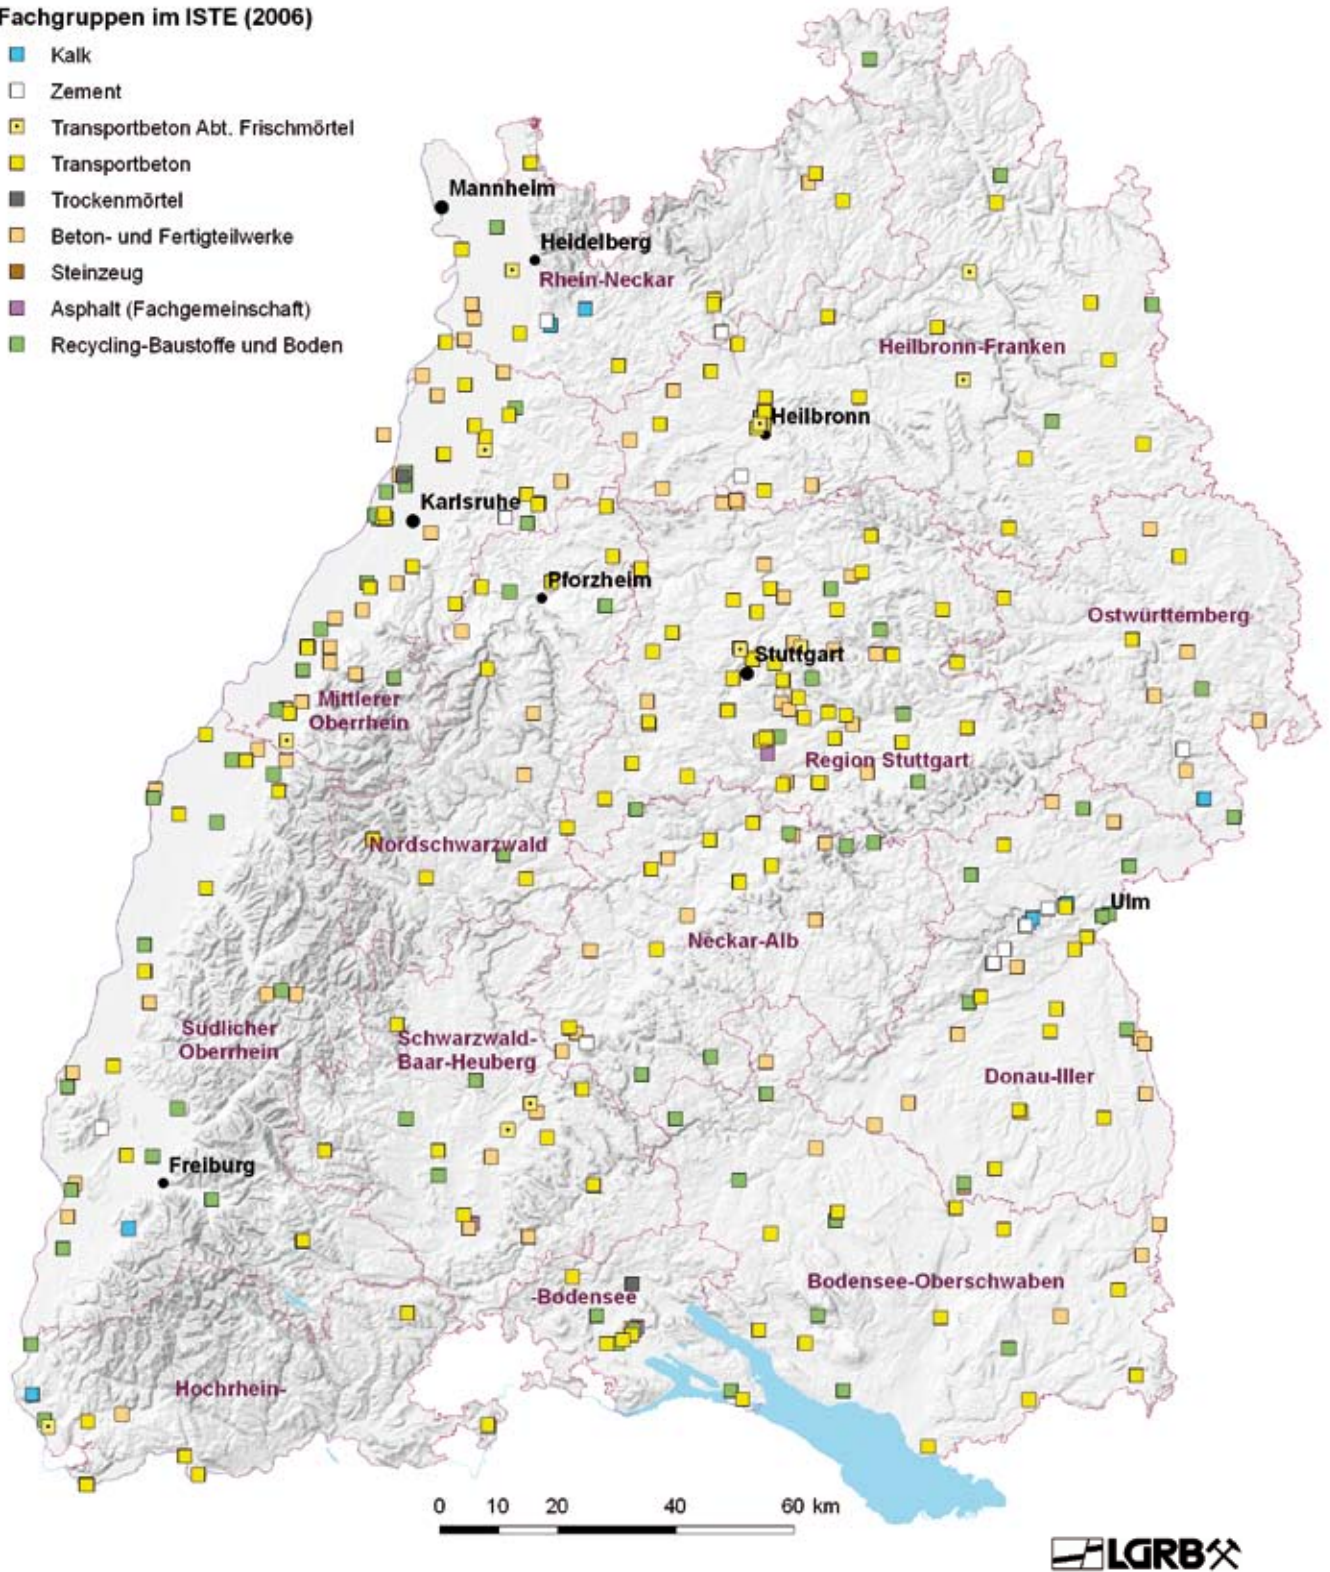 Fachgruppen im ISTE (2006)
Kalk
Zement
Transportbeton Abt. Frischmörtel
Transportbeton
Trockenmörtel
Beton- und Fertigteilwerke
Steinzeug
Asphalt (Fachgemeinschaft)
Recycling-Baustoffe und Boden
Mannheim
Heidelberg
Rhein-Neckar
Heilbronn-Franken
Heilbronn
Karlsruhe
Pforzheim
Ostwürttemberg
Stuttgart
Mittlerer
Oberrhein
Region Stuttgart
Nordschwarzwald
Ulm
Neckar-Alb
Südlicher
Oberrhein
Schwarzwald-
Baar-Heuberg
Donau-Iller
Freiburg
-Bodensee
Bodensee-Oberschwaben
Hochrhein-
0 10 20 40 60 km
LGRB